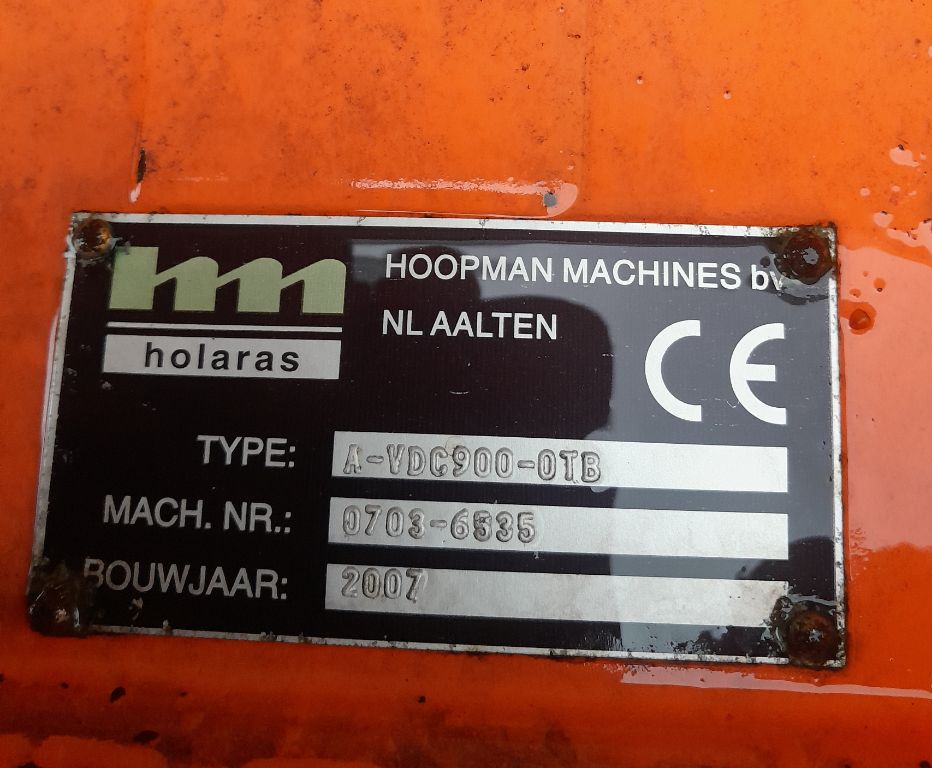 hm
holaras
HOOPMAN MACHINES bv
NL AALTEN
CE
TYPE: A-VDC900-OTB
MACH. NR.: 0703-6535
BOUWJAAR: 2007